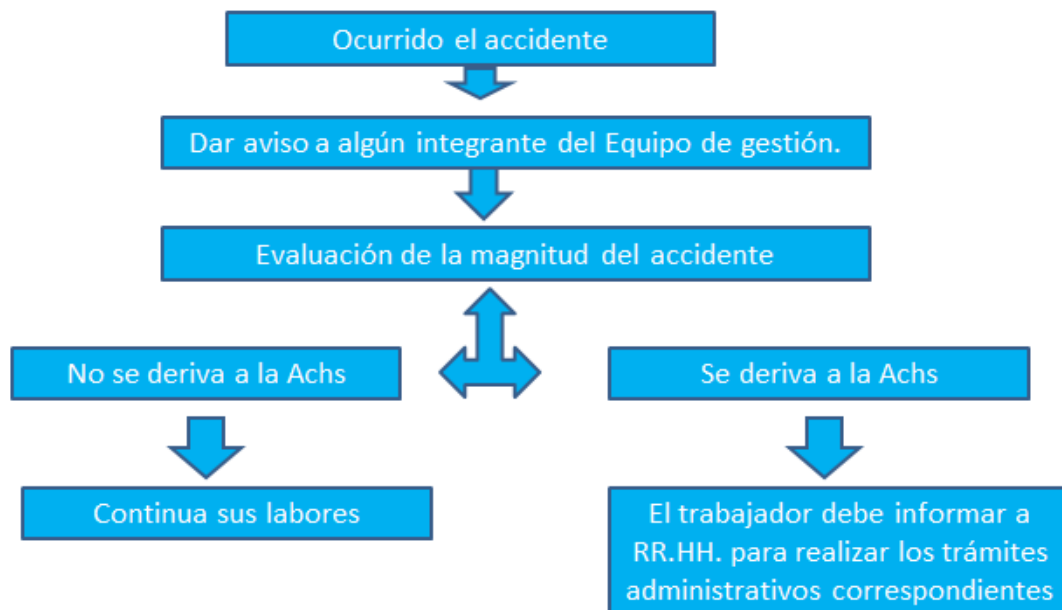 Ocurrido el accidente
Dar aviso a algún integrante del Equipo de gestión.
Evaluación de la magnitud del accidente
No se deriva a la Achs
Se deriva a la Achs
Continua sus labores
El trabajador debe informar a
RR.HH. para realizar los trámites
administrativos correspondientes